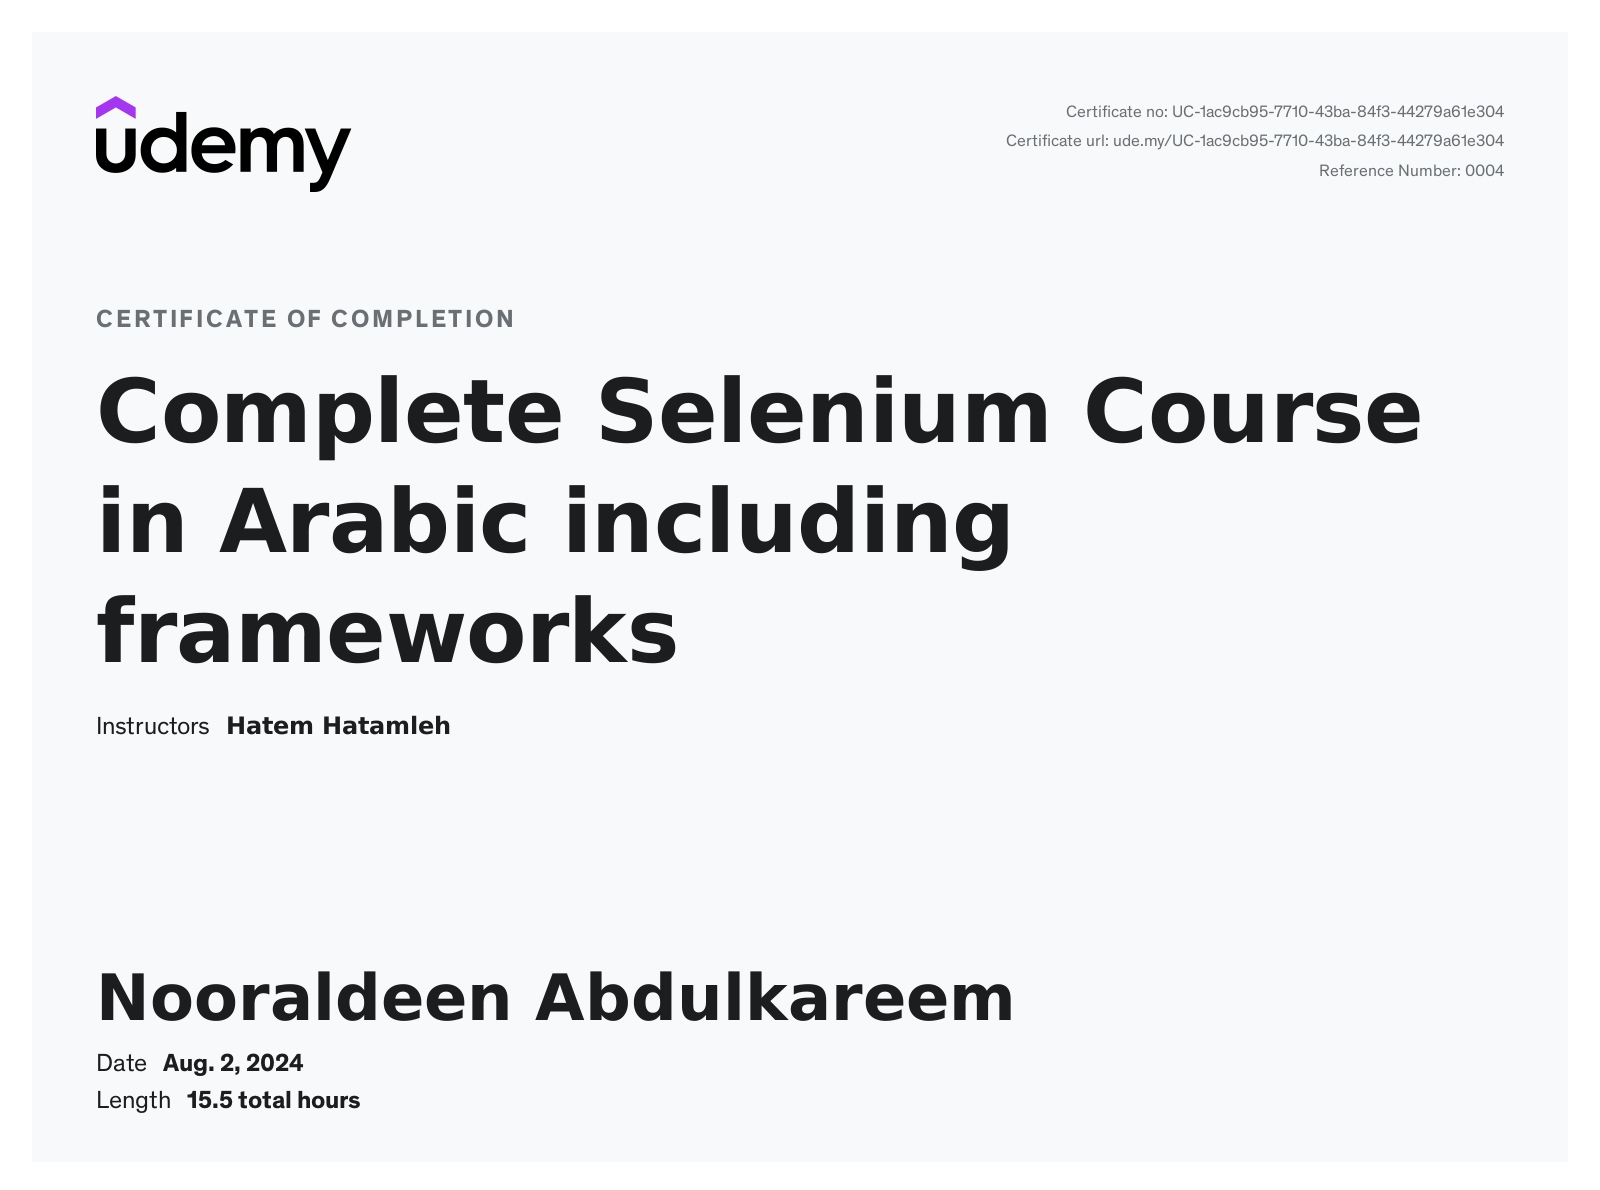 udemy
Certificate no: UC-1ac9cb95-7710-43ba-84f3-44279a61e304
Certificate url: ude.my/UC-1ac9cb95-7710-43ba-84f3-44279a61e304
Reference Number: 0004
CERTIFICATE OF COMPLETION
Complete Selenium Course
in Arabic including
frameworks
Instructors Hatem Hatamleh
Nooraldeen Abdulkareem
Date Aug. 2, 2024
Length 15.5 total hours